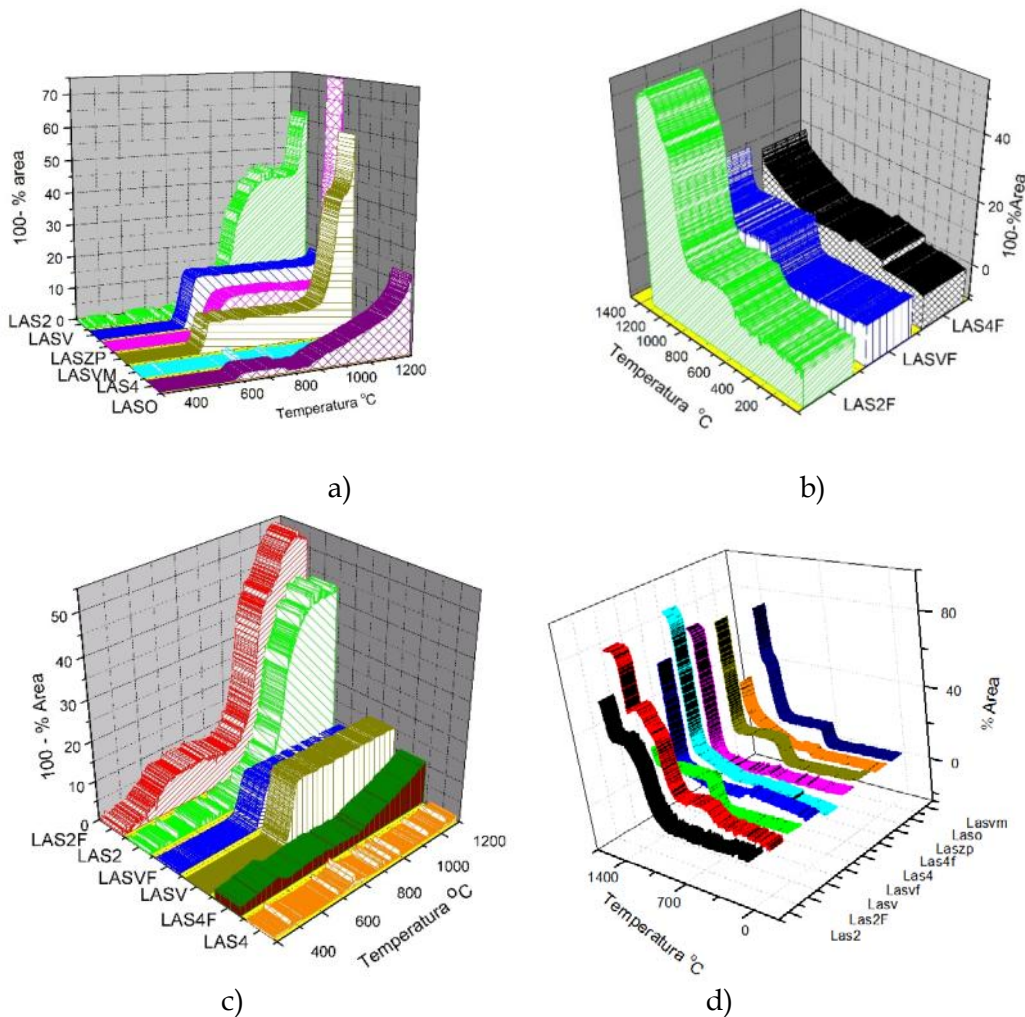 70
60
50
40
30
20
10
0
100- % area
LAS2
LASV
LASZP
LASVM
LAS4
LASO
400
600
800
1000
1200
Temperatura °C
a)
40
20
0
100-%Area
1400
1200
1000
800
600
400
200
Temperatura °C
LAS4F
LASVF
LAS2F
b)
50
40
30
20
10
0
100 - % Area
LAS2F
LAS2
LASVF
LASV
LAS4F
LAS4
400
600
800
1000
1200
Temperatura °C
c)
80
40
0
% Area
1400
700
0
Temperatura °C
Lasvm
Laso
Laszp
Las4f
Las4
Lasvf
Lasv
Las2F
Las2
d)